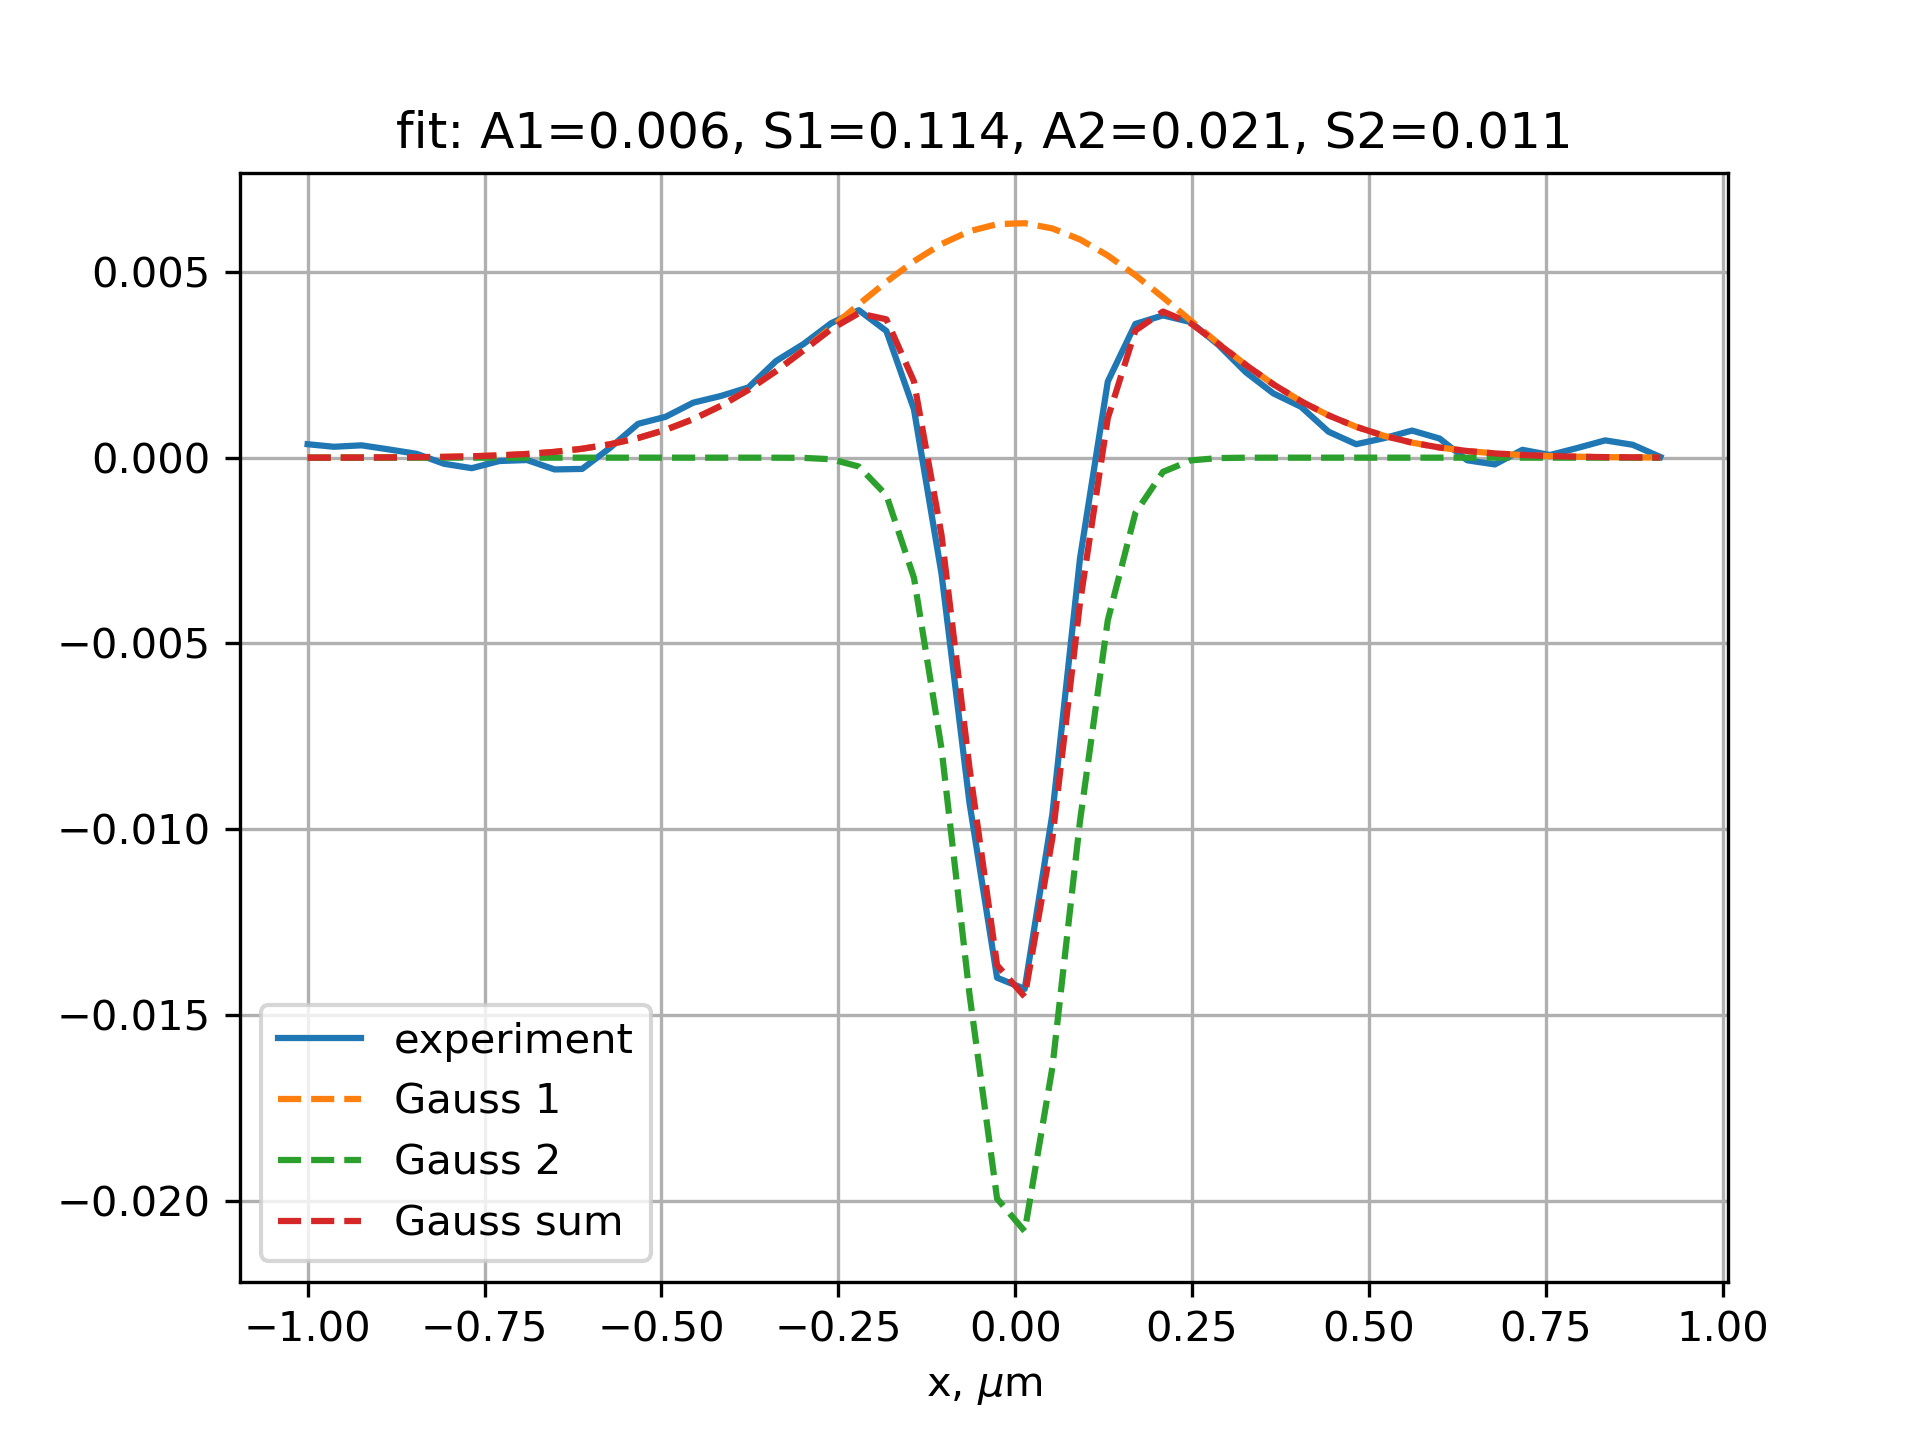 fit: A1=0.006, S1=0.114, A2=0.021, S2=0.011
0.005
0.000
−0.005
−0.010
−0.015
−0.020
experiment
Gauss 1
Gauss 2
Gauss sum
−1.00 −0.75 −0.50 −0.25 0.00 0.25 0.50 0.75 1.00
x, μm